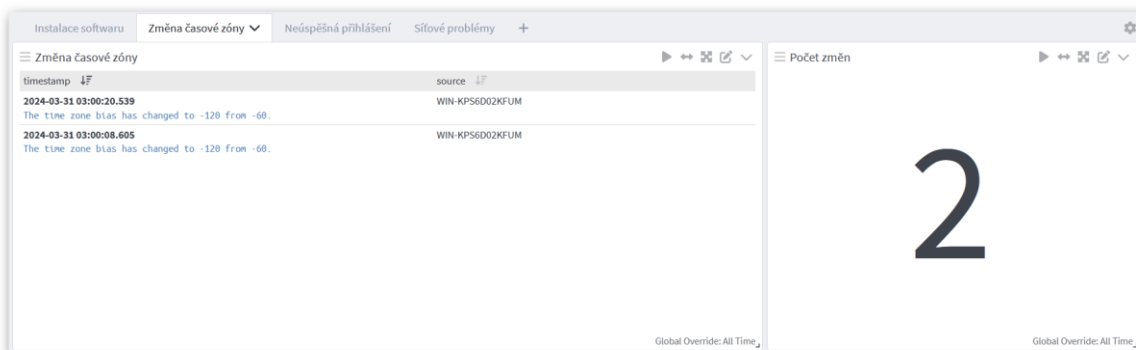 Instalace softwaru Změna časové zóny Neúspěšná přihlášení Síťové problémy +
Změna časové zóny
timestamp source
2024-03-31 03:00:20.539 WIN-KPS6D02KFUM
The time zone bias has changed to -120 from -60.
2024-03-31 03:00:08.605 WIN-KPS6D02KFUM
The time zone bias has changed to -120 from -60.
Global Override: All Time
Počet změn
2
Global Override: All Time